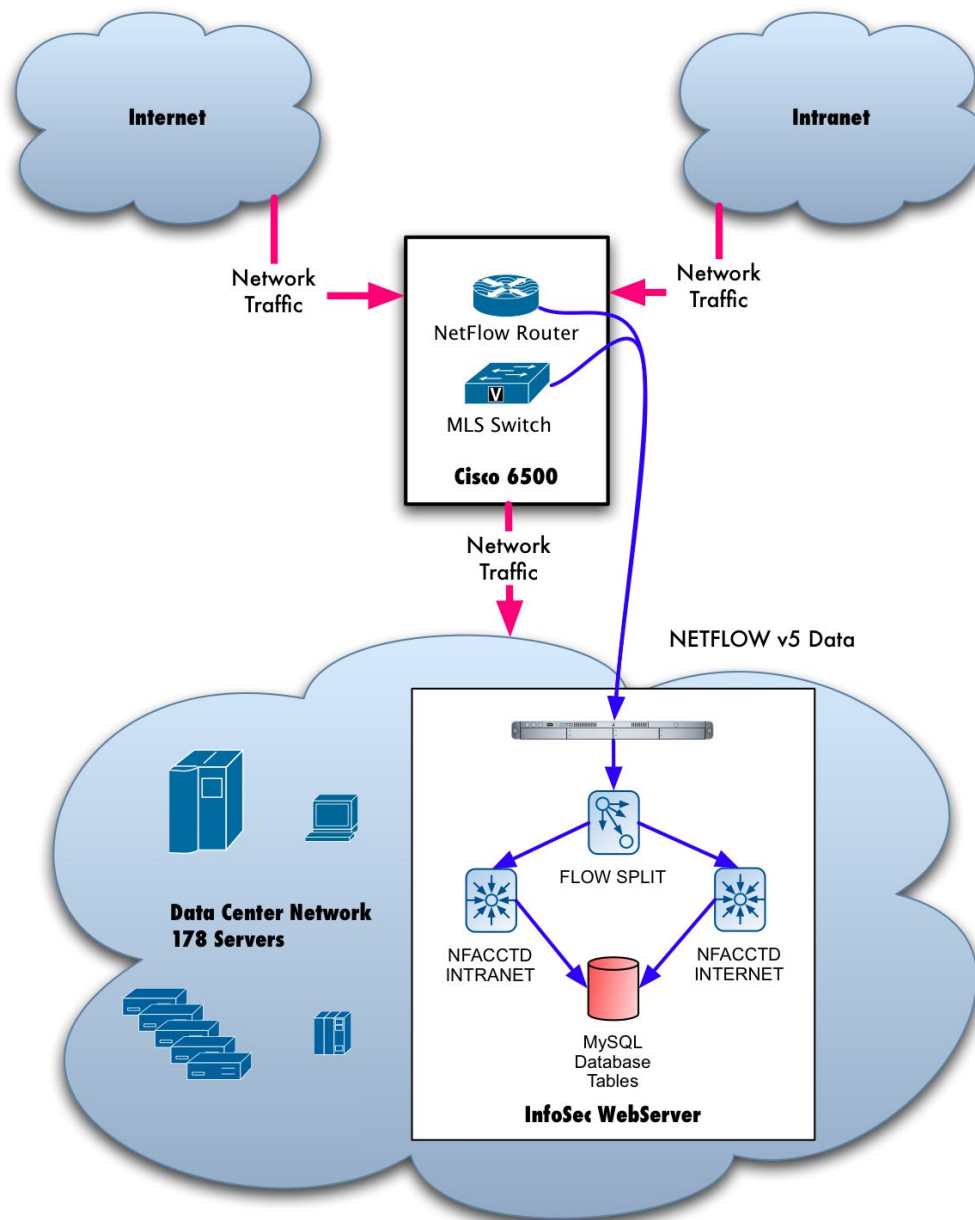 Internet
Intranet
Network
Traffic
Network
Traffic
NetFlow Router
MLS Switch
V
Cisco 6500
Network
Traffic
NETFLOW v5 Data
FLOW SPLIT
Data Center Network
178 Servers
NFACCTD
INTRANET
NFACCTD
INTERNET
MySQL
Database
Tables
InfoSec WebServer